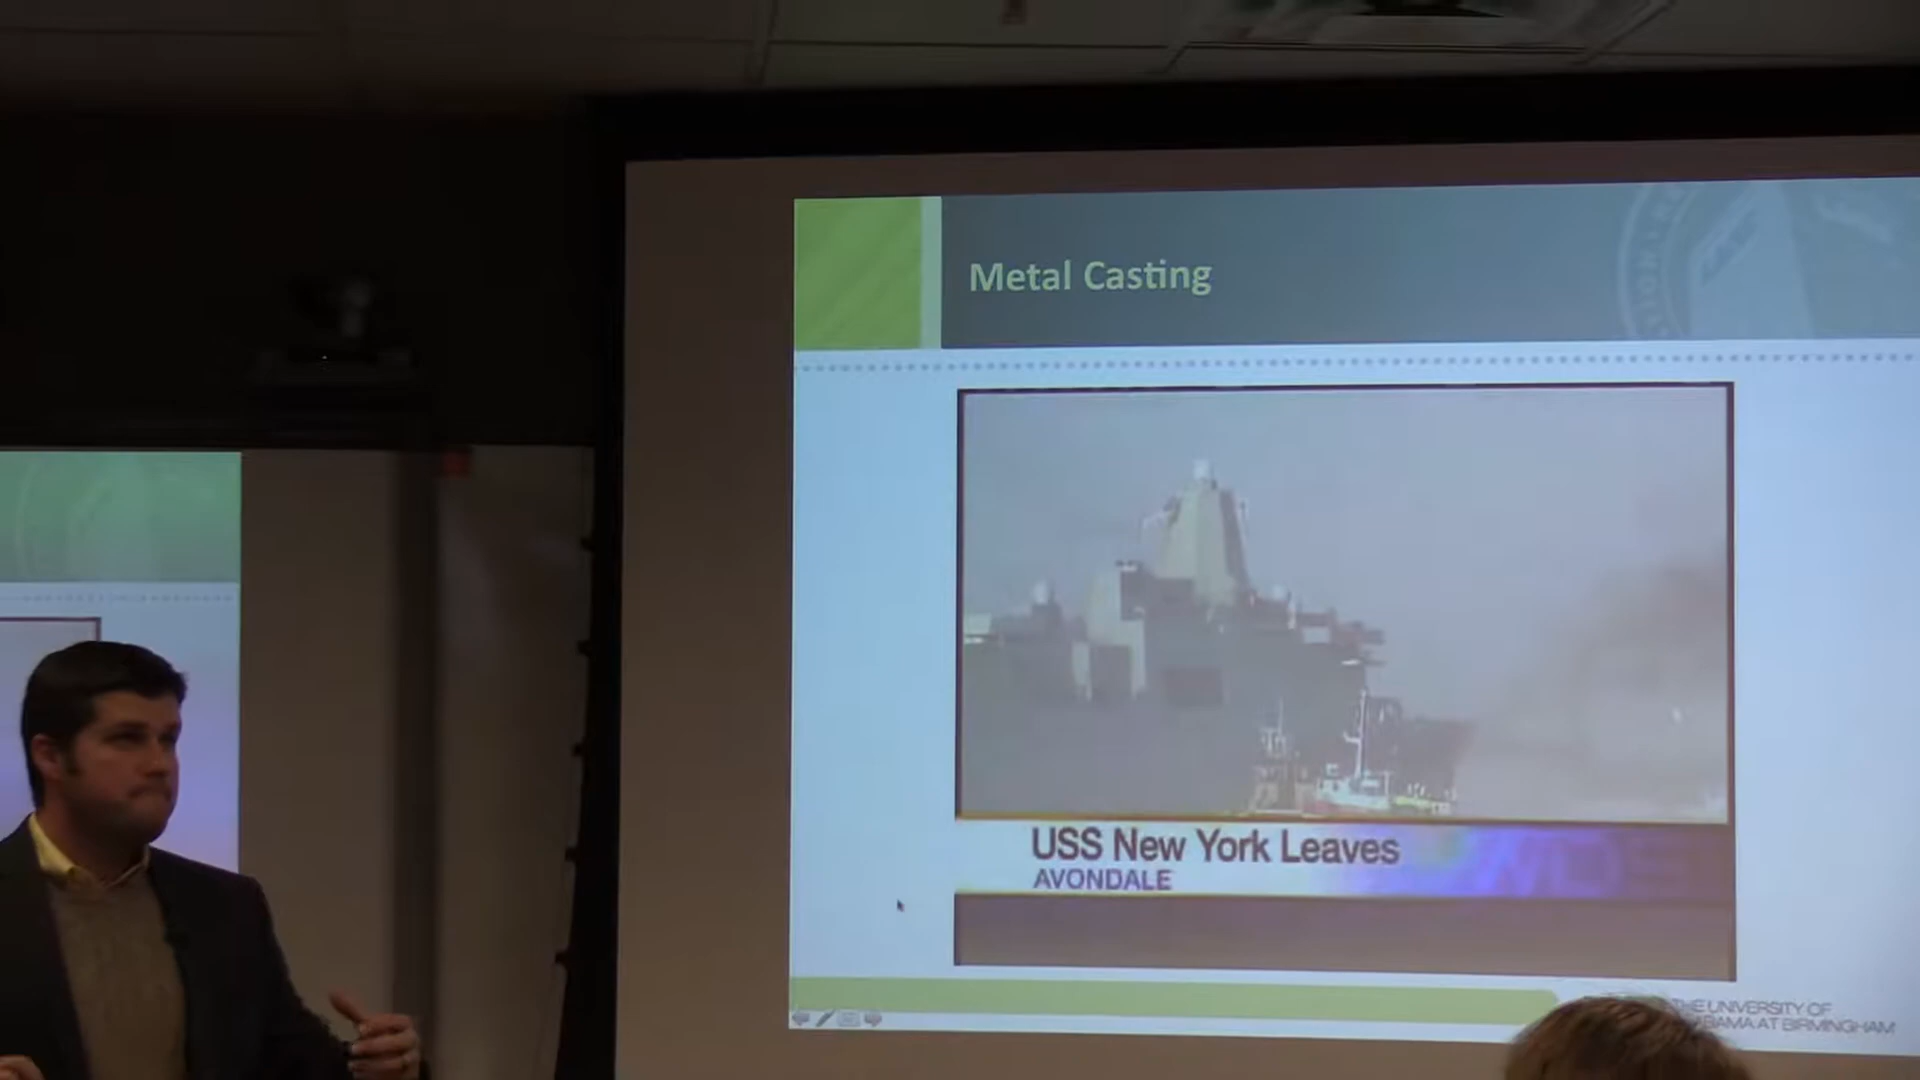 Metal Casting
USS New York Leaves
AVONDALE
THE UNIVERSITY OF
BAMA AT BIRMINGHAM